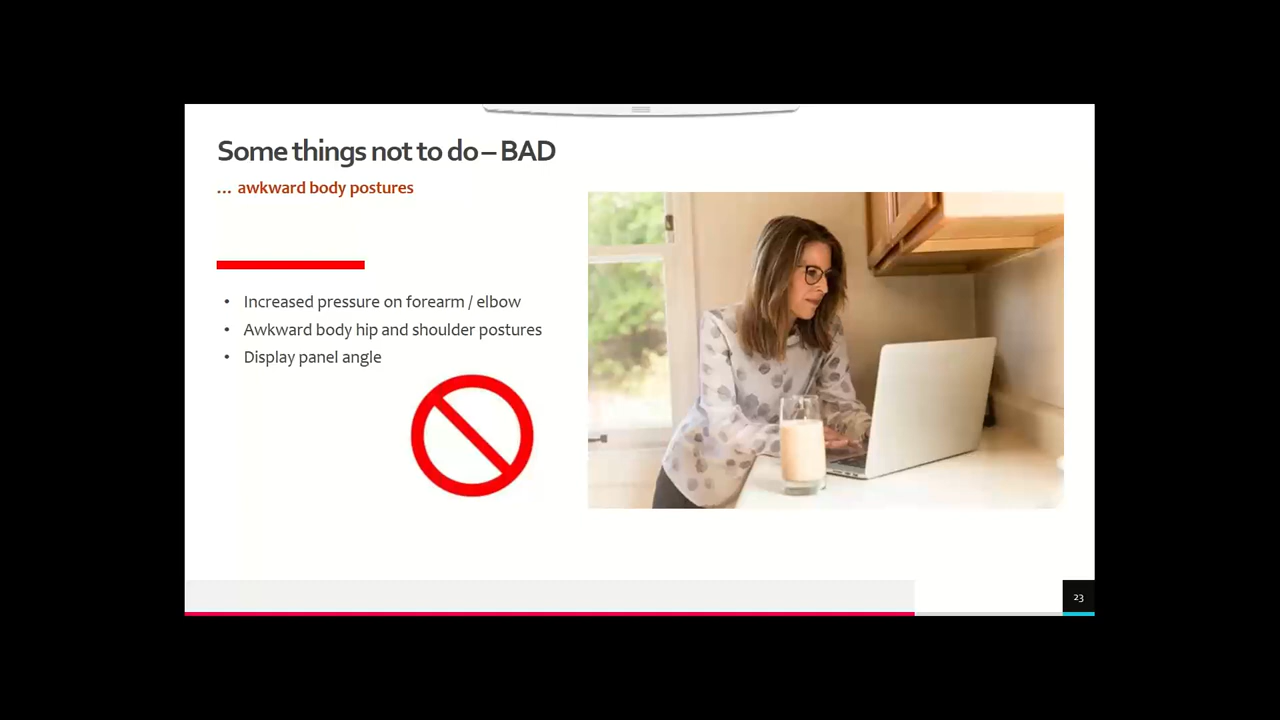 Some things not to do – BAD
... awkward body postures
• Increased pressure on forearm / elbow
• Awkward body hip and shoulder postures
• Display panel angle
23